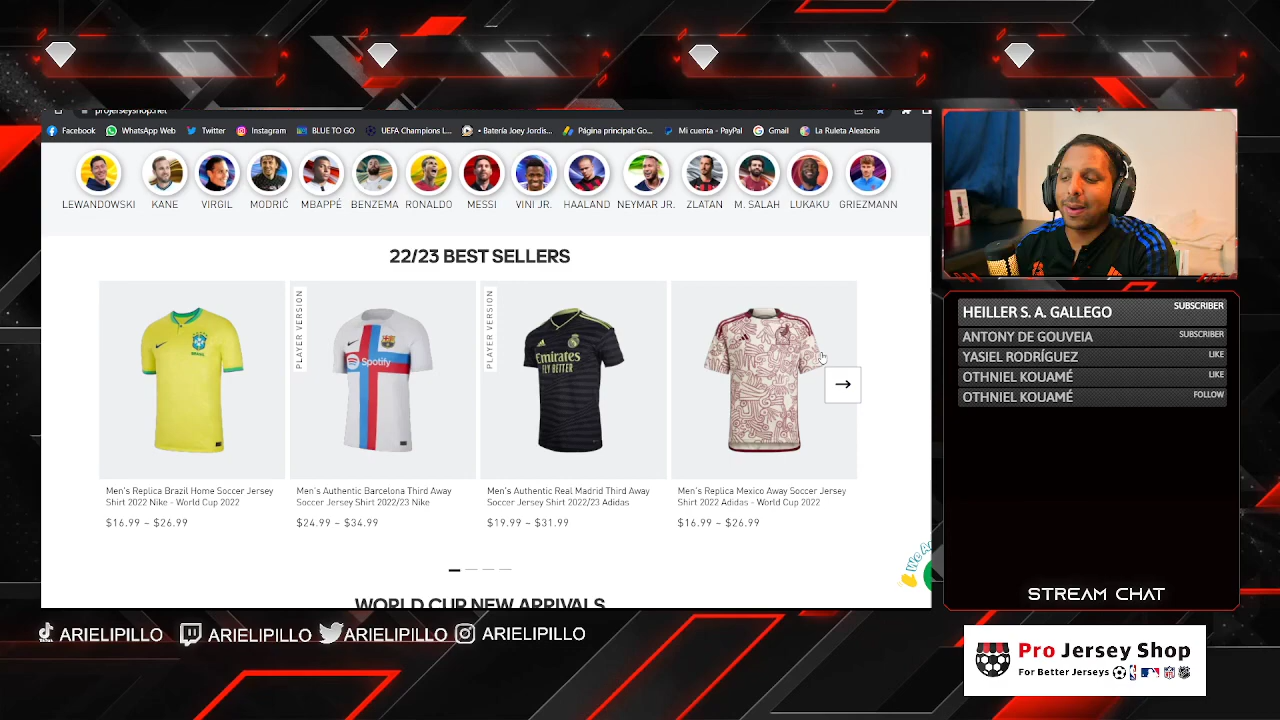 projerseyshop.net
Facebook WhatsApp Web Twitter Instagram BLUE TO GO UEFA Champions L... • Batería Joey Jordis... Página principal: Go... Mi cuenta - PayPal Gmail La Ruleta Aleatoria
LEWANDOWSKI KANE VIRGIL MODRIĆ MBAPPÉ BENZEMA RONALDO MESSI VINI JR. HAALAND NEYMAR JR. ZLATAN M. SALAH LUKAKU GRIEZMANN
22/23 BEST SELLERS
BRASIL
PLAYER VERSION
Spotify
PLAYER VERSION
Emirates
FLY BETTER
Men's Replica Brazil Home Soccer Jersey
Shirt 2022 Nike - World Cup 2022
$16.99 – $26.99
Men's Authentic Barcelona Third Away
Soccer Jersey Shirt 2022/23 Nike
$24.99 – $34.99
Men's Authentic Real Madrid Third Away
Soccer Jersey Shirt 2022/23 Adidas
$19.99 – $31.99
Men's Replica Mexico Away Soccer Jersey
Shirt 2022 Adidas - World Cup 2022
$16.99 – $26.99
We A
WORLD CUP NEW ARRIVALS
HEILLER S. A. GALLEGO SUBSCRIBER
ANTONY DE GOUVEIA SUBSCRIBER
YASIEL RODRÍGUEZ LIKE
OTHNIEL KOUAMÉ LIKE
OTHNIEL KOUAMÉ FOLLOW
STREAM CHAT
ARIELIPILLO ARIELIPILLO ARIELIPILLO ARIELIPILLO
Pro Jersey Shop
For Better Jerseys